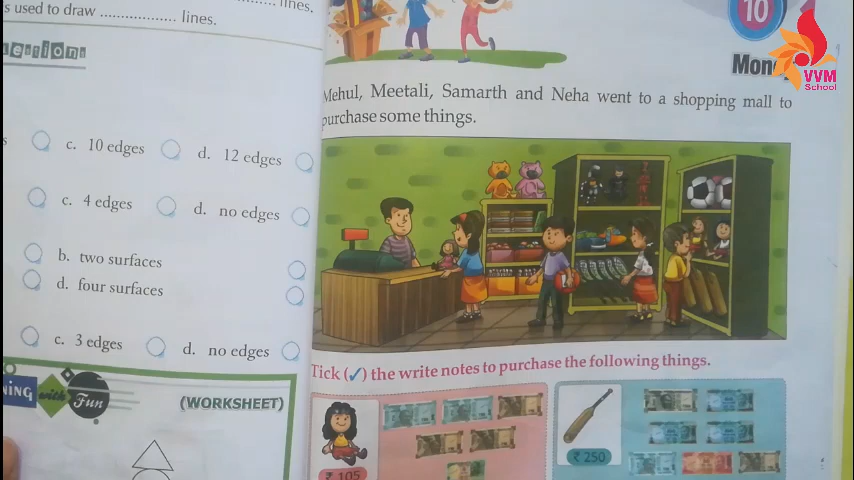 lines.
s used to draw .................. lines.
c. 10 edges
d. 12 edges
c. 4 edges
d. no edges
b. two surfaces
d. four surfaces
c. 3 edges
d. no edges
with Fun
(WORKSHEET)
10
VVM
School
Mehul, Meetali, Samarth and Neha went to a shopping mall to
purchase some things.
Tick (✓) the write notes to purchase the following things.
₹ 105
₹ 250